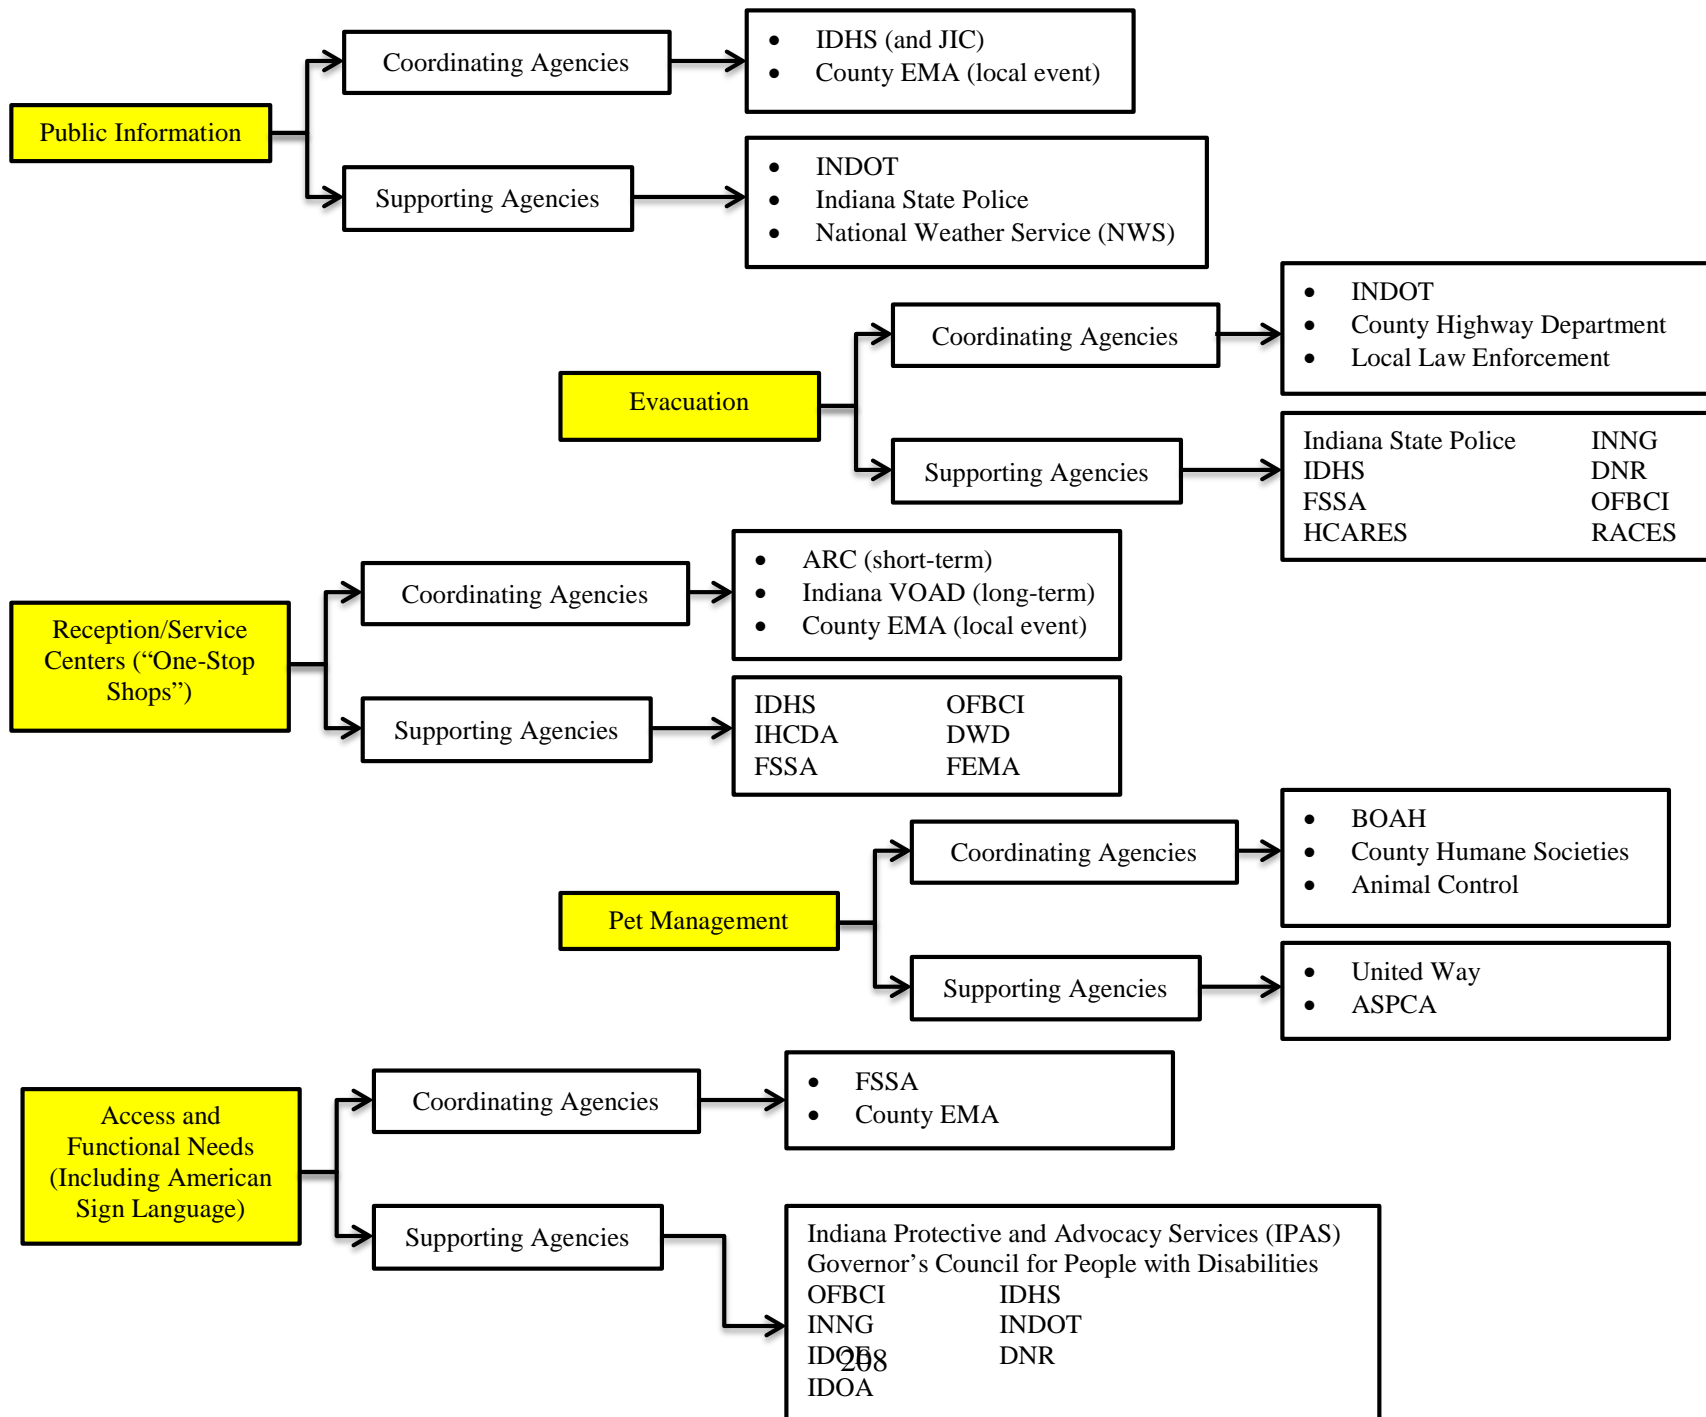 Public Information
Coordinating Agencies
• IDHS (and JIC)
• County EMA (local event)
Supporting Agencies
• INDOT
• Indiana State Police
• National Weather Service (NWS)
Evacuation
Coordinating Agencies
• INDOT
• County Highway Department
• Local Law Enforcement
Supporting Agencies
Indiana State Police INNG
IDHS DNR
FSSA OFBCI
HCARES RACES
Reception/Service
Centers (“One-Stop
Shops”)
Coordinating Agencies
• ARC (short-term)
• Indiana VOAD (long-term)
• County EMA (local event)
Supporting Agencies
IDHS OFBCI
IHCDA DWD
FSSA FEMA
Pet Management
Coordinating Agencies
• BOAH
• County Humane Societies
• Animal Control
Supporting Agencies
• United Way
• ASPCA
Access and
Functional Needs
(Including American
Sign Language)
Coordinating Agencies
• FSSA
• County EMA
Supporting Agencies
Indiana Protective and Advocacy Services (IPAS)
Governor’s Council for People with Disabilities
OFBCI IDHS
INNG INDOT
DNR
IDOA
208